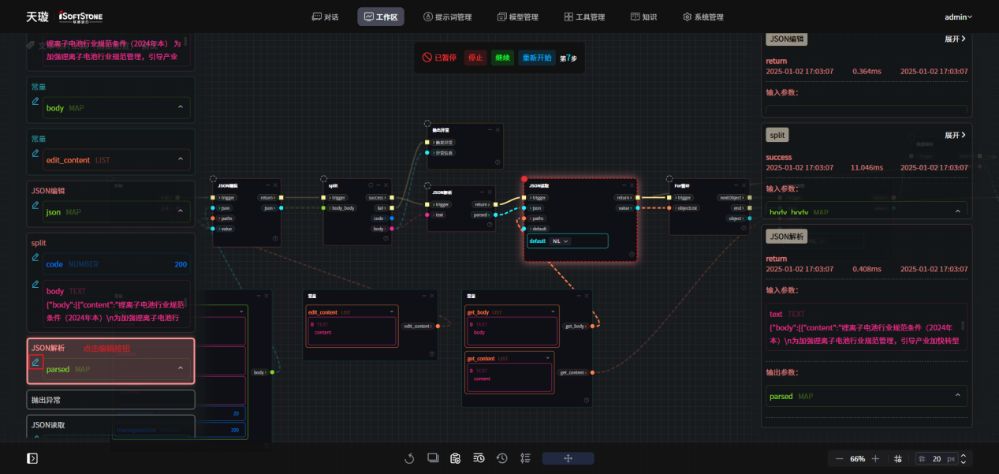 天璇 iSOFTSTONE
软通动力
对话
工作区
提示词管理
模型管理
工具管理
知识
系统管理
admin
锂离子电池行业规范条件（2024年本） 为
加强锂离子电池行业规范管理，引导产业
常量
body MAP
常量
edit_content LIST
JSON编辑
json MAP
split
code NUMBER 200
body TEXT
{"body":[["content":"锂离子电池行业规范
条件（2024年本）\n为加强锂离子电池行
JSON解析 点击编辑按钮
parsed MAP
抛出异常
JSON读取
已暂停 停止 继续 重新开始 第7步
抛出异常
触发异常
异常信息
JSON编辑
trigger return
json json
paths
value
split
trigger success
body_body fail
code
body
JSON解析
trigger
return
text parsed
JSON读取
trigger return
json value
paths
default
default NIL
For循环
trigger nextObject
objectList end
object
body
20
300
常量
edit_content LIST
0 TEXT
content
edit_content
常量
get_body LIST
0 TEXT
body
get_body
get_content LIST
0 TEXT
content
get_content
JSON编辑 展开
return
2025-01-02 17:03:07 0.364ms 2025-01-02 17:03:07
输入参数：
split 展开
success
2025-01-02 17:03:07 11.046ms 2025-01-02 17:03:07
输入参数：
body_body MAP
JSON解析
return
2025-01-02 17:03:07 0.408ms 2025-01-02 17:03:07
输入参数：
text TEXT
{"body":[["content":"锂离子电池行业规范条件（2024年
本）\n为加强锂离子电池行业规范管理，引导产业加快转型
输出参数：
parsed MAP
66%
20 px